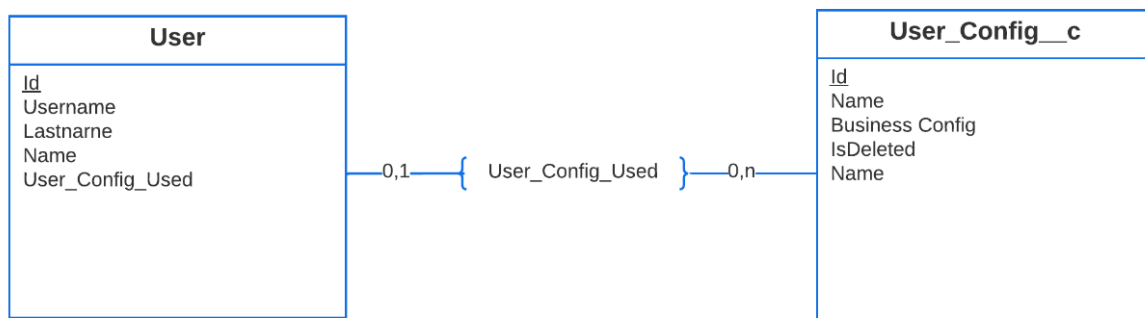 User
Id
Username
Lastnarne
Name
User_Config_Used
0,1
User_Config_Used
0,n
User_Config__c
Id
Name
Business Config
IsDeleted
Name